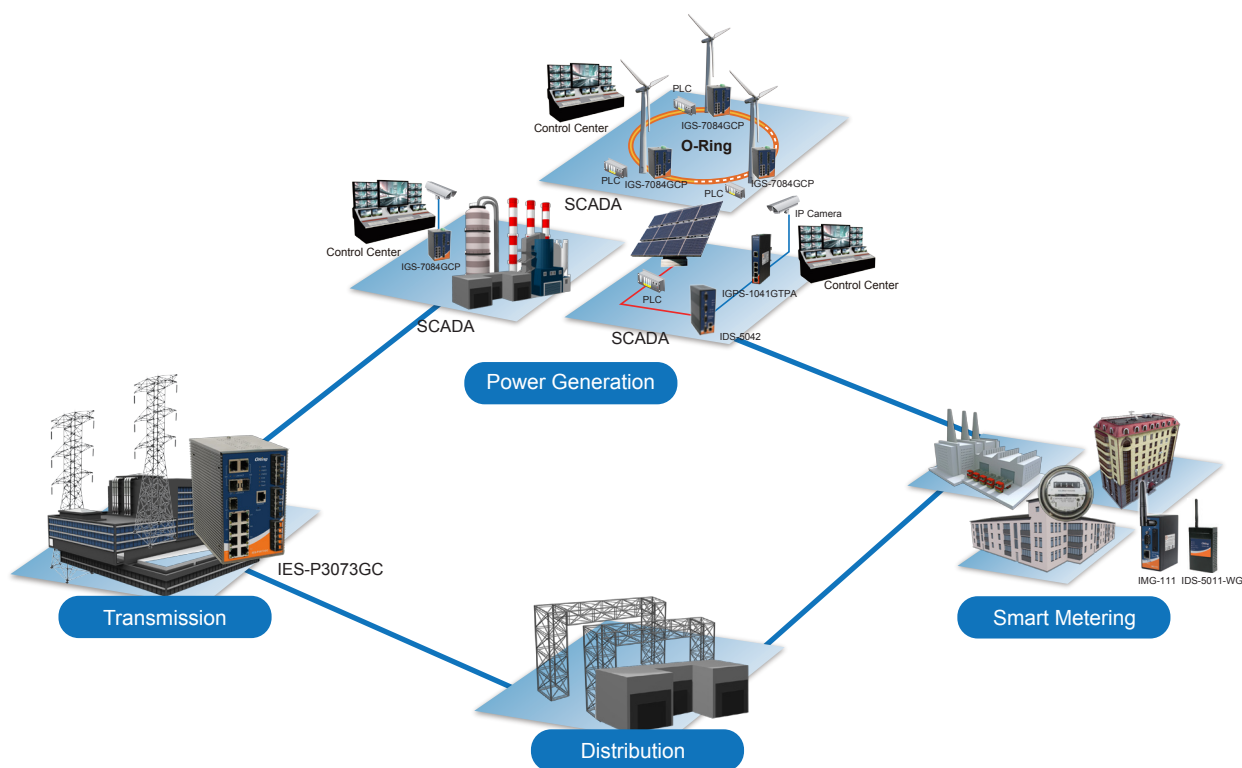 PLC
Control Center
IGS-7084GCP
O-Ring
PLC
IGS-7084GCP
IGS-7084GCP
PLC
SCADA
IP Camera
Control Center
IGS-7084GCP
Control Center
PLC
IGPS-1041GTPA
SCADA
SCADA
IDS-5042
Power Generation
IES-P3073GC
Transmission
IMG-111
IDS-5011-WG
Smart Metering
Distribution